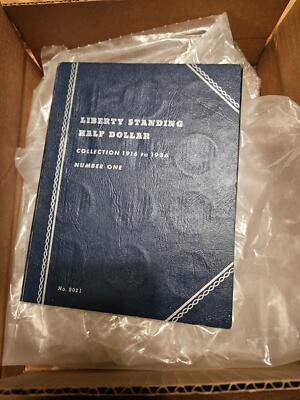 LIBERTY STANDING
HALF DOLLAR
COLLECTION 1916 to 1936
NUMBER ONE
No. 9021